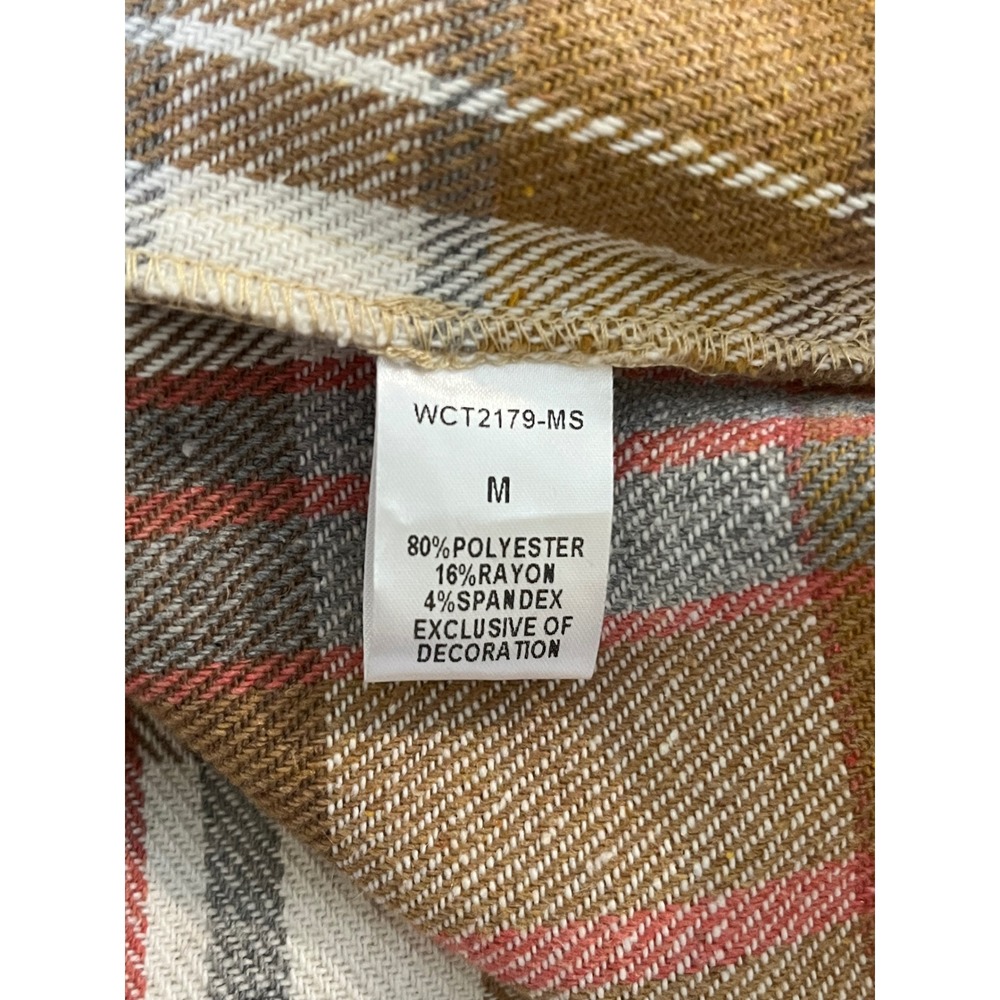 WCT2179-MS
M
80%POLYESTER
16%RAYON
4%SPANDEX
EXCLUSIVE OF
DECORATION